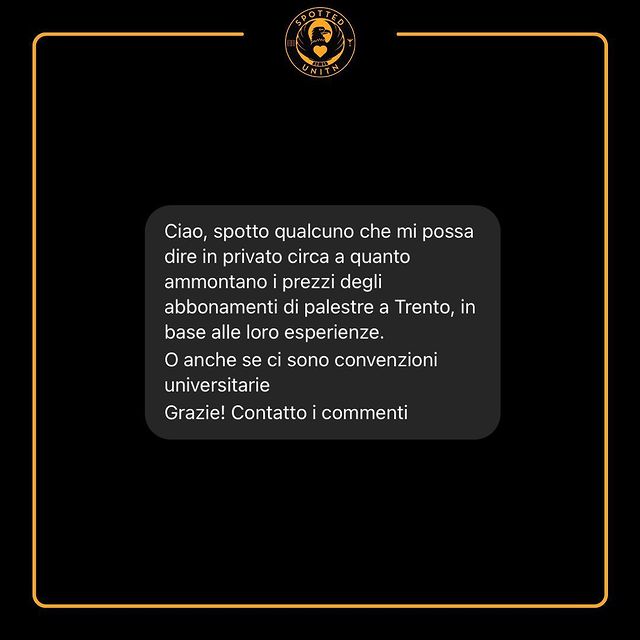 SPOTTED
UNITN
Ciao, spotto qualcuno che mi possa
dire in privato circa a quanto
ammontano i prezzi degli
abbonamenti di palestre a Trento, in
base alle loro esperienze.
O anche se ci sono convenzioni
universitarie
Grazie! Contatto i commenti